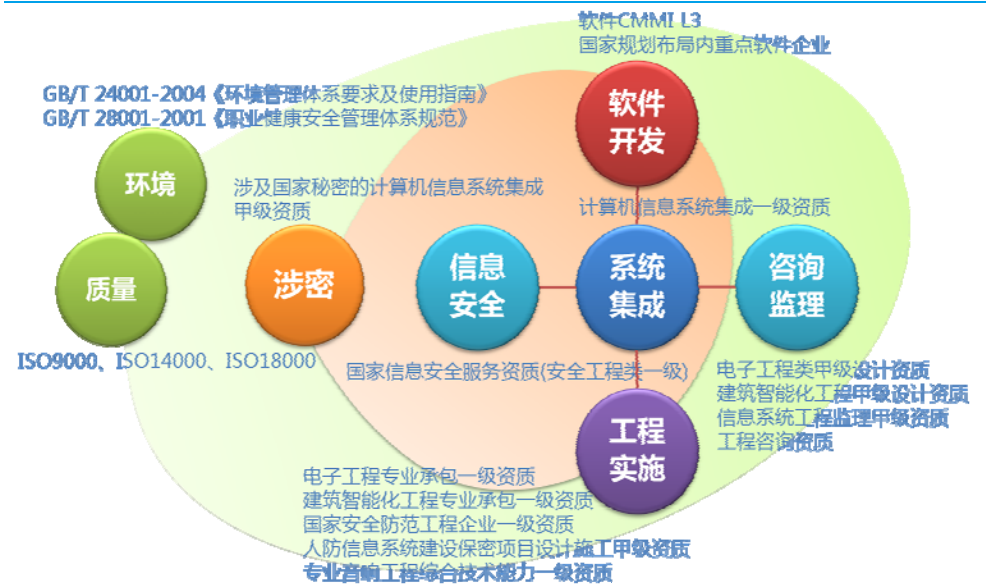 软件CMMI L3
国家规划布局内重点软件企业
软件
开发
GB/T 24001-2004《环境管理体系要求及使用指南》
GB/T 28001-2001《职业健康安全管理体系规范》
环境
涉及国家秘密的计算机信息系统集成
甲级资质
计算机信息系统集成一级资质
质量
涉密
信息
安全
系统
集成
咨询
监理
ISO9000、ISO14000、ISO18000
国家信息安全服务资质(安全工程类一级)
电子工程类甲级设计资质
建筑智能化工程甲级设计资质
信息系统工程监理甲级资质
工程咨询资质
工程
实施
电子工程专业承包一级资质
建筑智能化工程专业承包一级资质
国家安全防范工程企业一级资质
人防信息系统建设保密项目设计施工甲级资质
专业音响工程综合技术能力一级资质